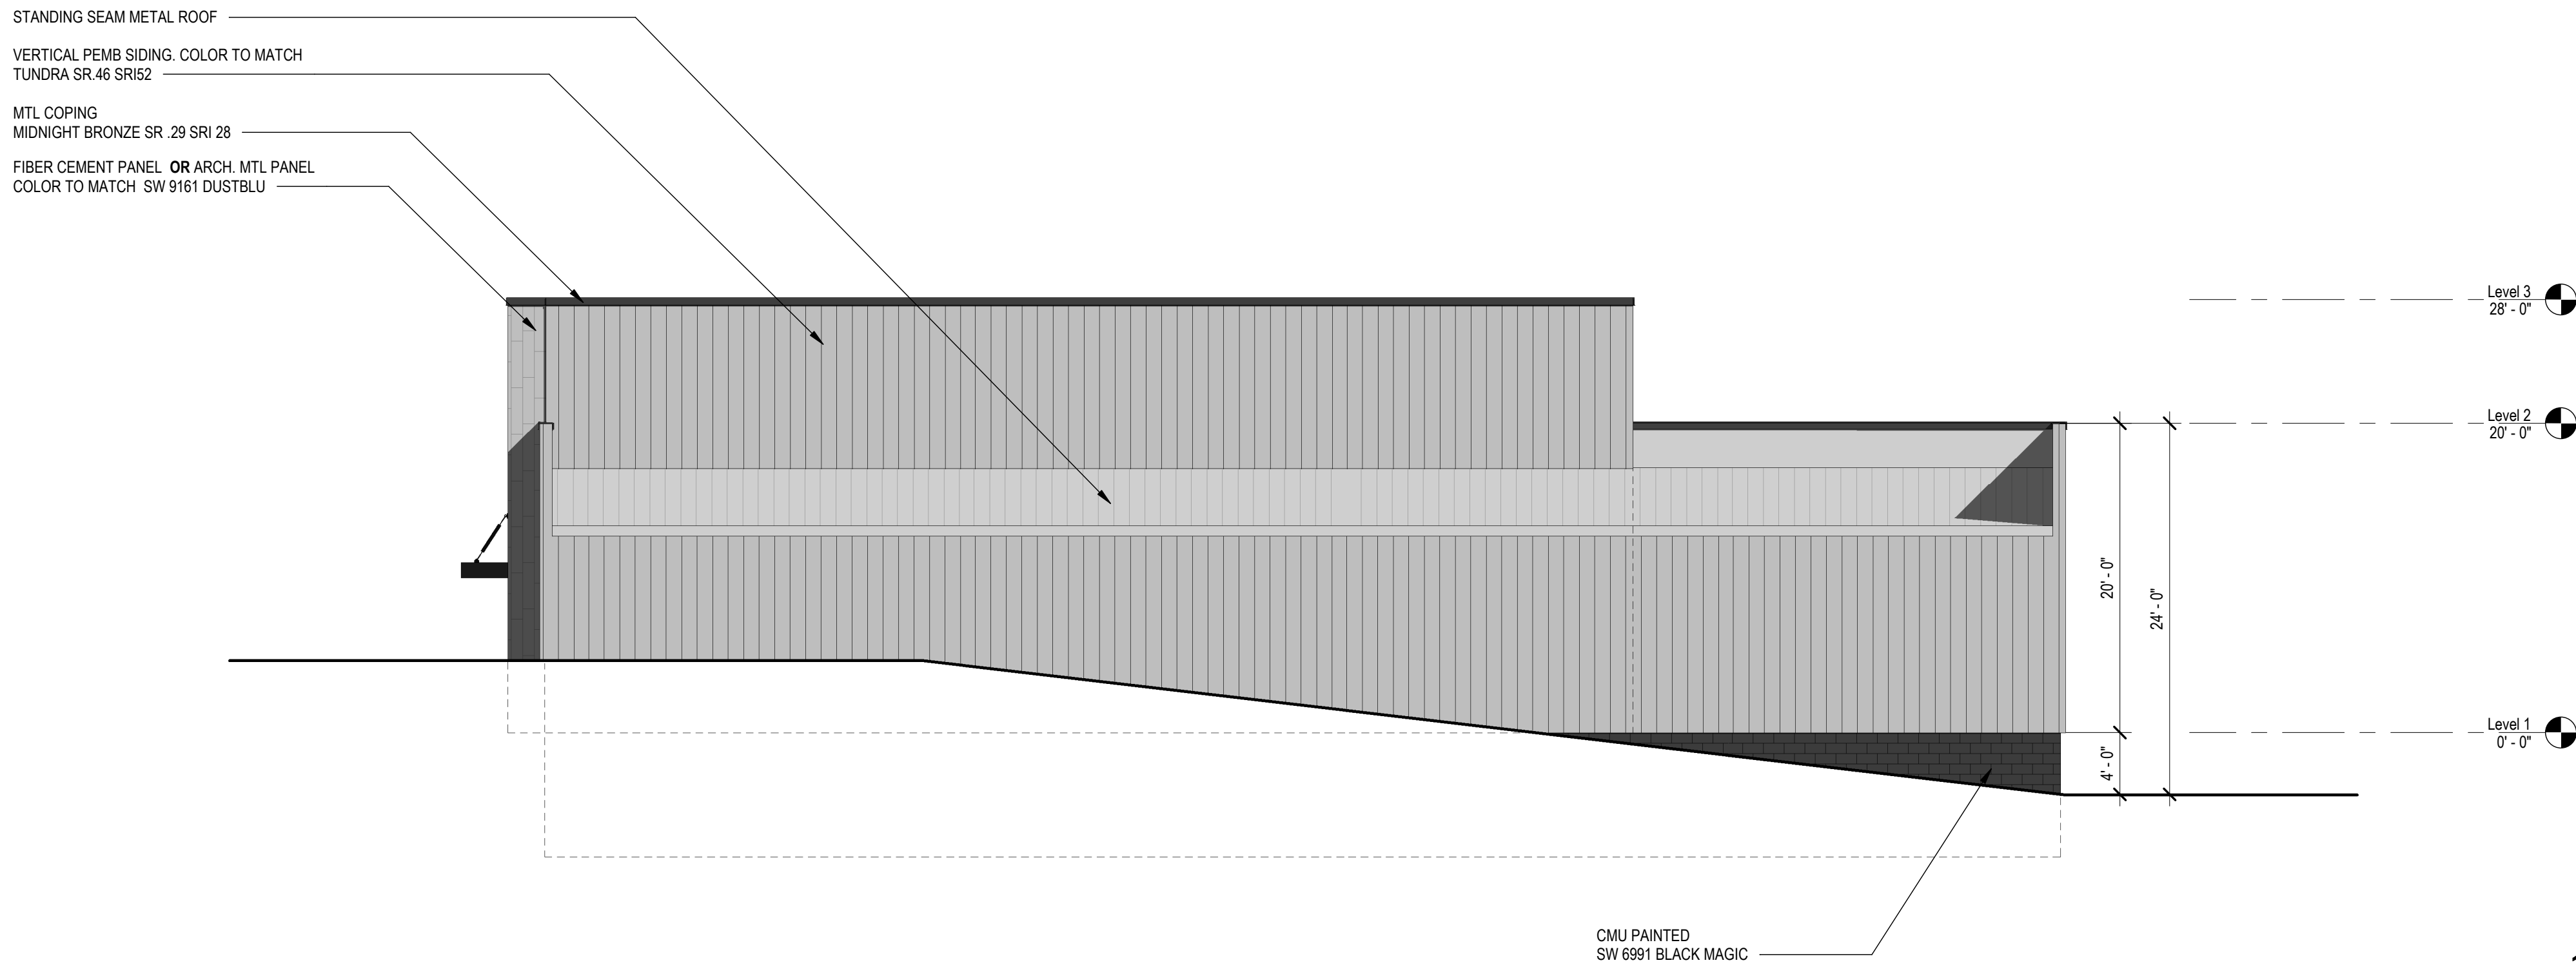 STANDING SEAM METAL ROOF
VERTICAL PEMB SIDING. COLOR TO MATCH
TUNDRA SR.46 SRI52
MTL COPING
MIDNIGHT BRONZE SR .29 SRI 28
FIBER CEMENT PANEL OR ARCH. MTL PANEL
COLOR TO MATCH SW 9161 DUSTBLU
Level 3
28' - 0"
Level 2
20' - 0"
20' - 0"
24' - 0"
Level 1
0' - 0"
4' - 0"
CMU PAINTED
SW 6991 BLACK MAGIC